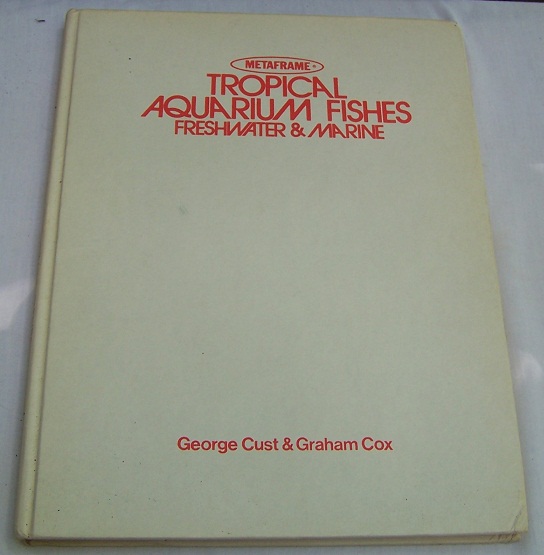 METAFRAME
TROPICAL
AQUARIUM FISHES
FRESHWATER & MARINE
George Cust & Graham Cox